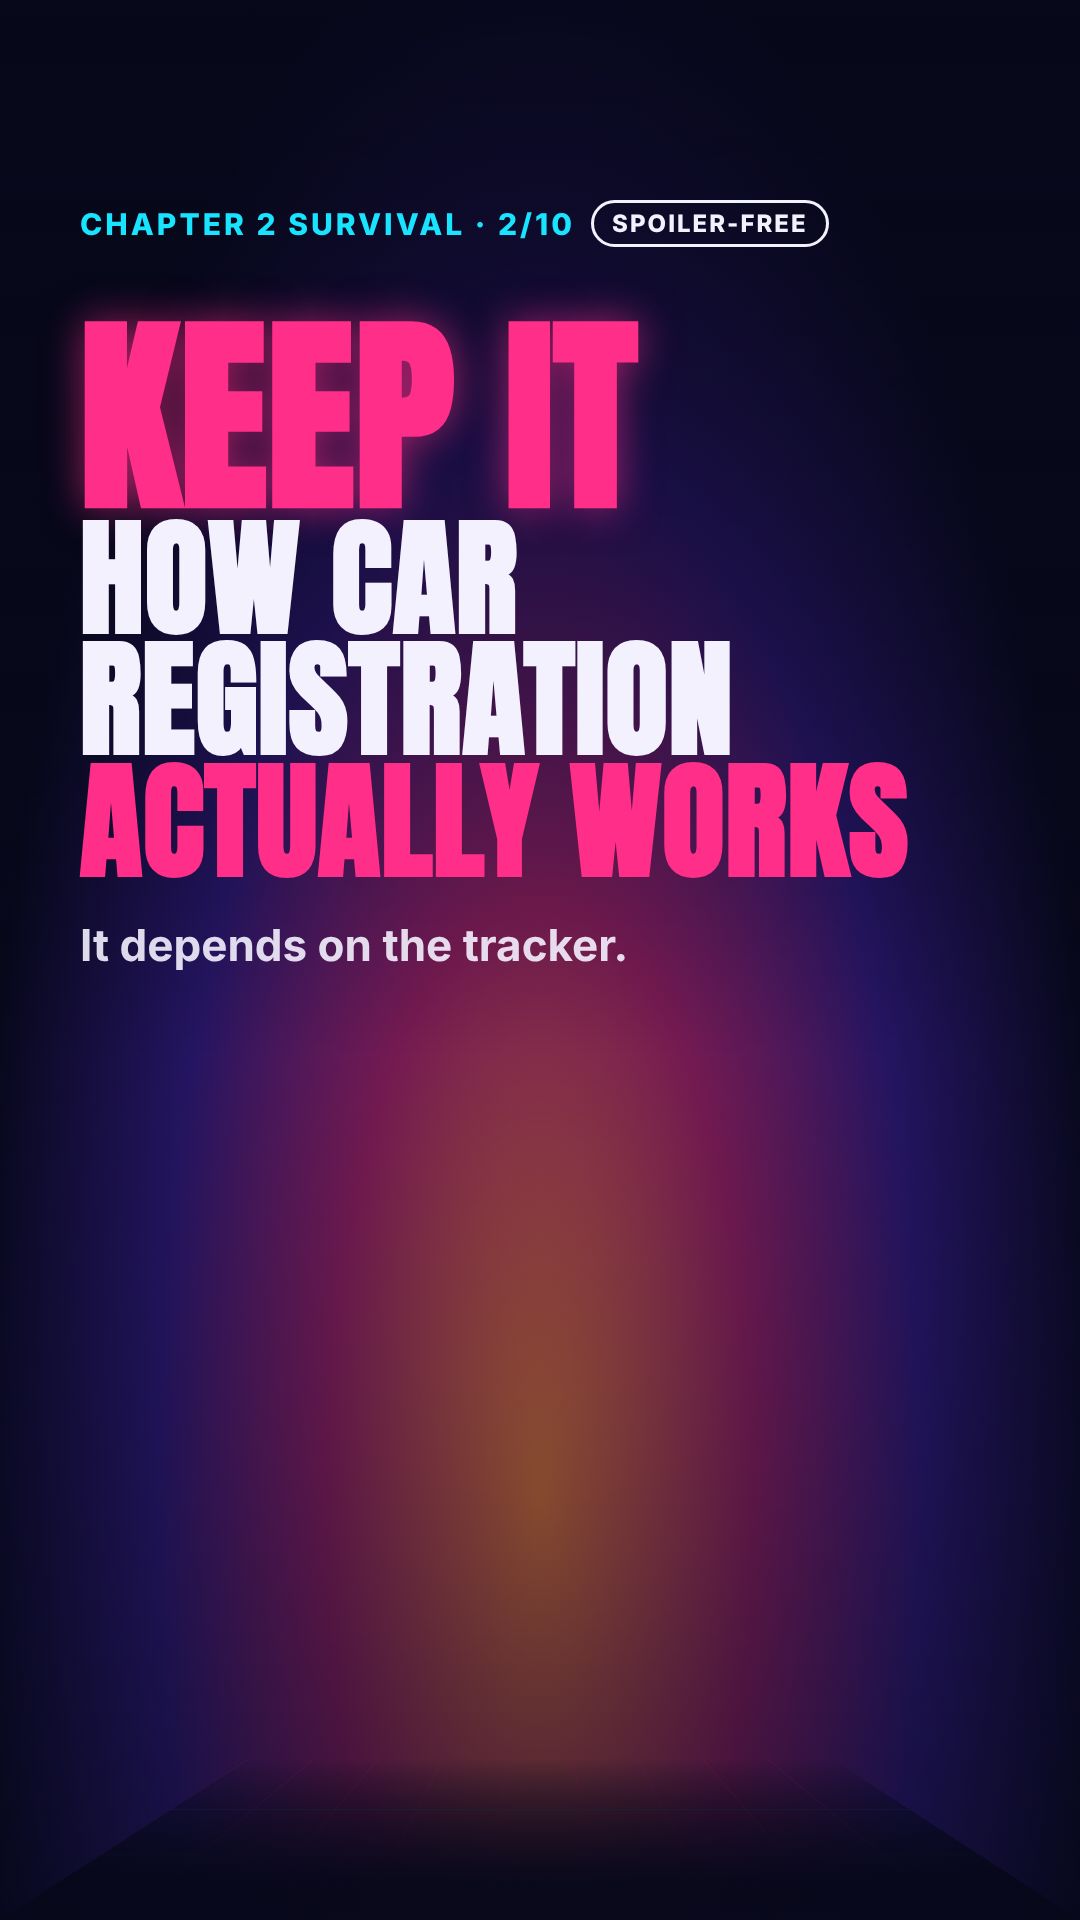 CHAPTER 2 SURVIVAL · 2/10 SPOILER-FREE
KEEP IT
HOW CAR
REGISTRATION
ACTUALLY WORKS
It depends on the tracker.